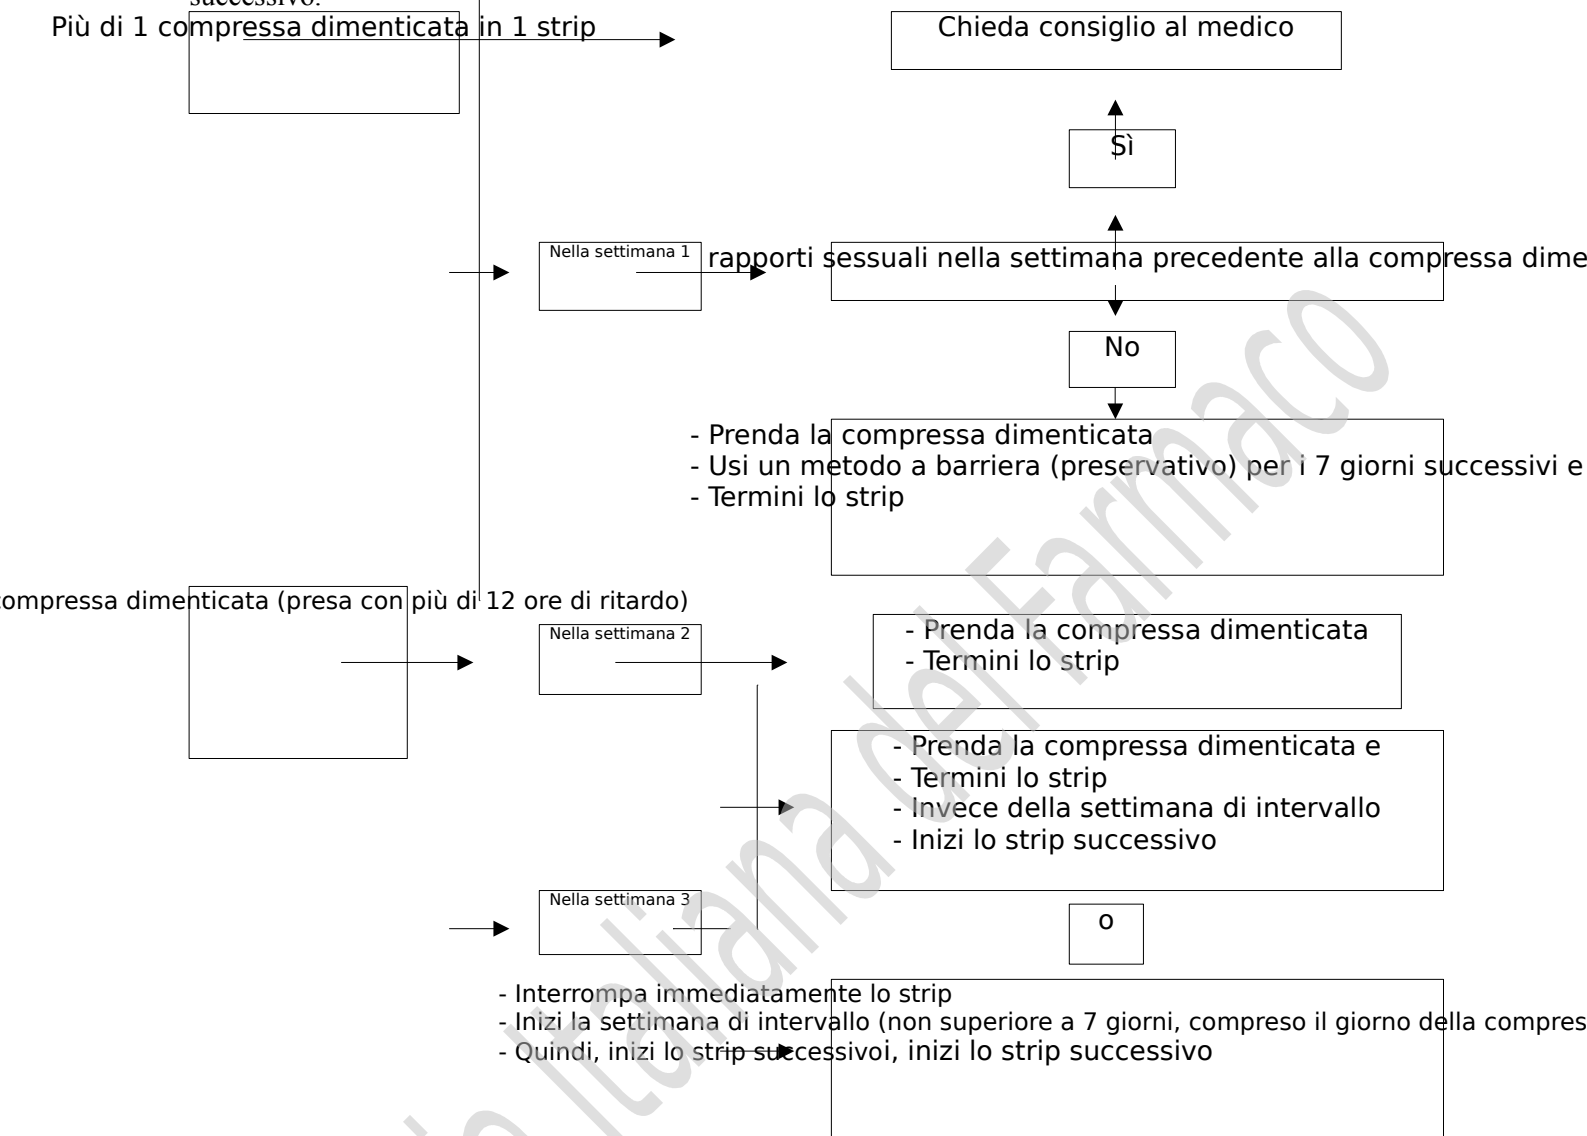 successivo.
Più di 1 compressa dimenticata in 1 strip
Chieda consiglio al medico
Sì
Nella settimana 1
rapporti sessuali nella settimana precedente alla compressa dime
No
- Prenda la compressa dimenticata
- Usi un metodo a barriera (preservativo) per i 7 giorni successivi e
- Termini lo strip
compressa dimenticata (presa con più di 12 ore di ritardo)
Nella settimana 2
- Prenda la compressa dimenticata
- Termini lo strip
- Prenda la compressa dimenticata e
- Termini lo strip
- Invece della settimana di intervallo
- Inizi lo strip successivo
Nella settimana 3
o
- Interrompa immediatamente lo strip
- Inizi la settimana di intervallo (non superiore a 7 giorni, compreso il giorno della compres
- Quindi, inizi lo strip successivoi, inizi lo strip successivo
Italiana del Farmaco